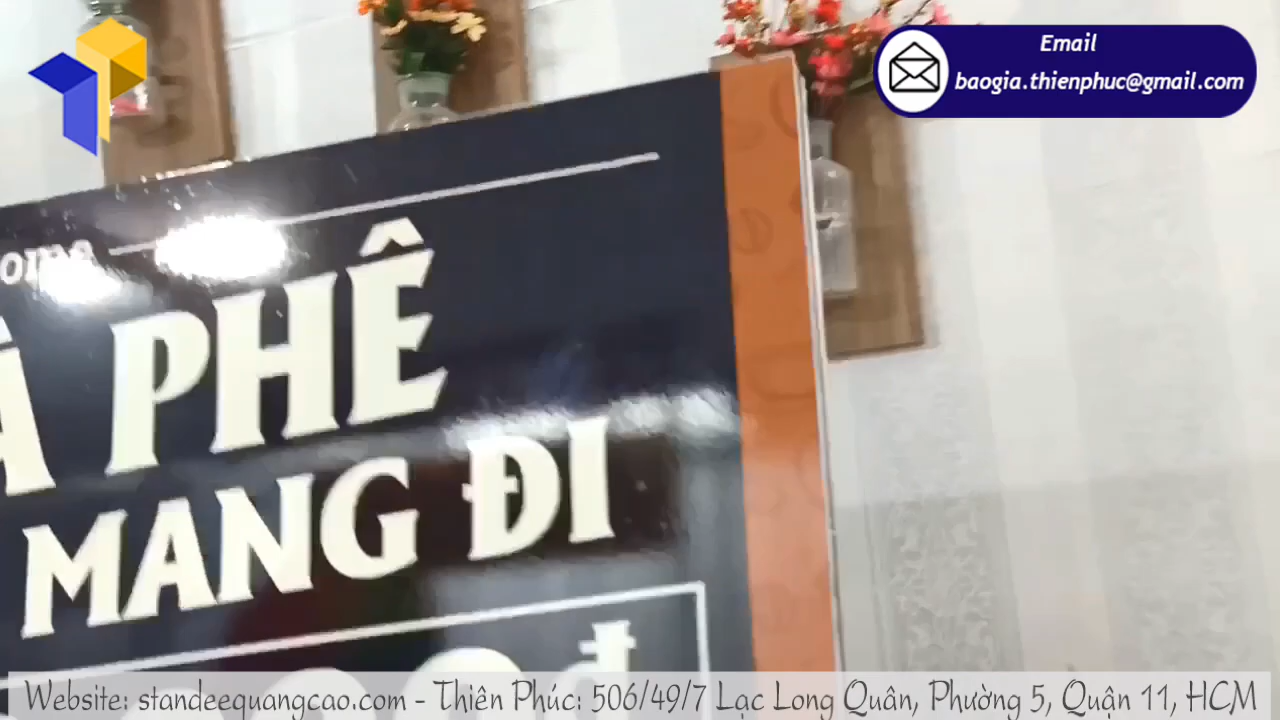 Email
baogia.thienphuc@gmail.com
PHÊ
MANG ĐI
đ
Website: standeequangcao.com - Thiên Phúc: 506/49/7 Lạc Long Quân, Phường 5, Quận 11, HCM